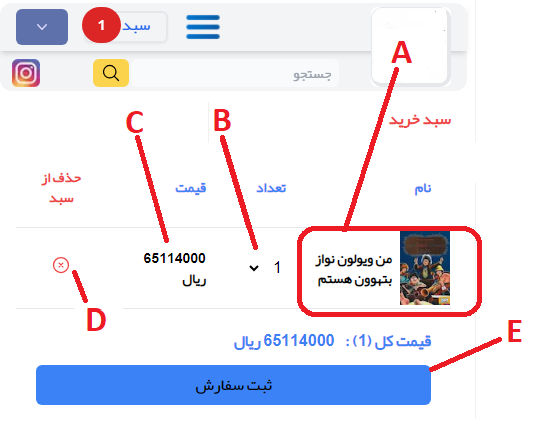 سبد
1
جستجو
A
سبد خرید
C
B
نام
تعداد
قیمت
حذف از
سبد
من ویولون نواز
بتهوون هستم
1
65114000
ریال
D
قیمت کل (1) : 65114000 ریال
E
ثبت سفارش